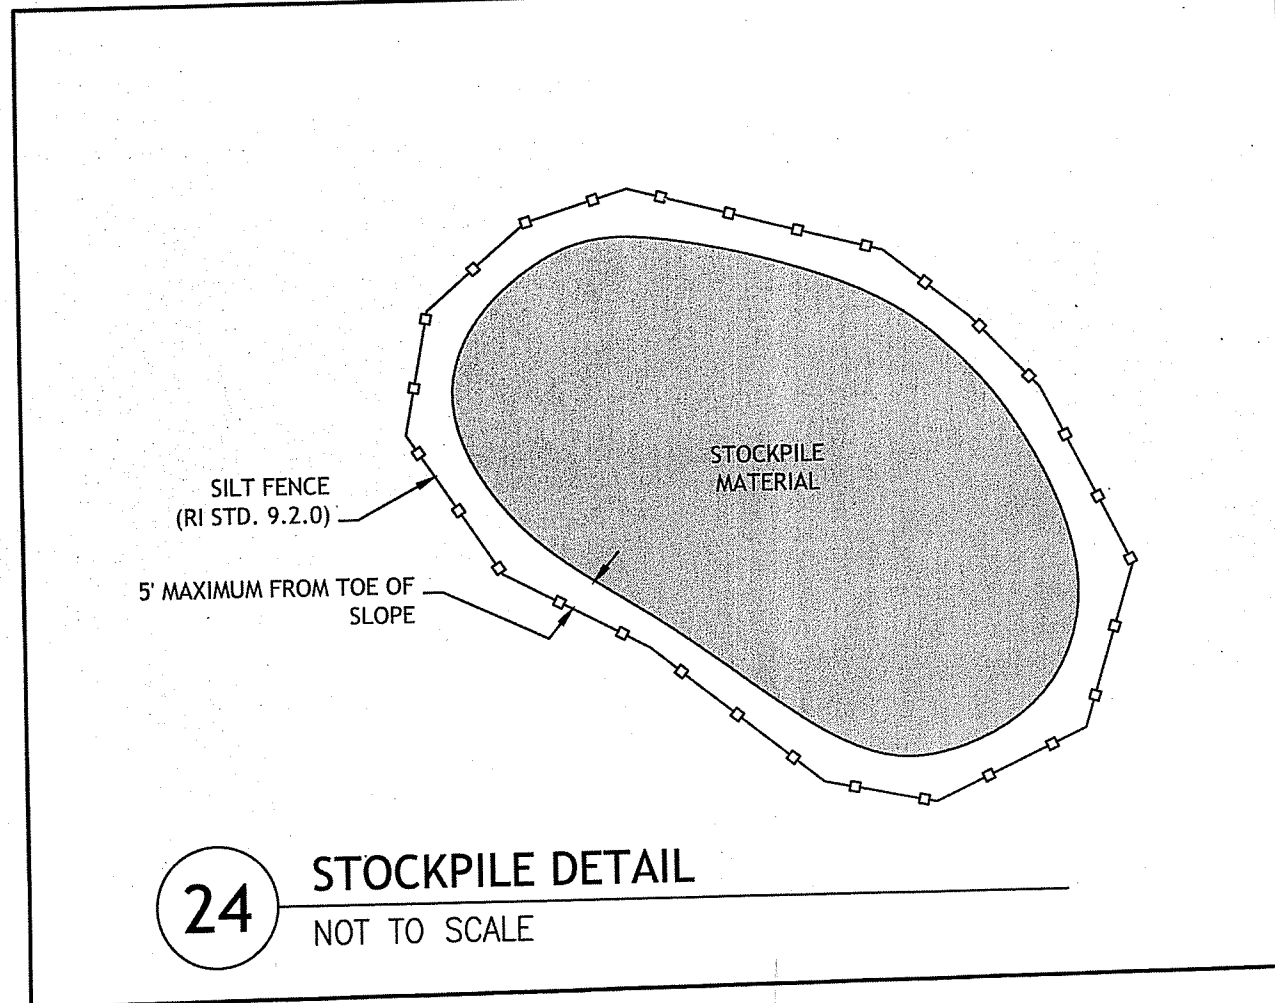 STOCKPILE
MATERIAL
SILT FENCE
(RI STD. 9.2.0)
5' MAXIMUM FROM TOE OF
SLOPE
24
STOCKPILE DETAIL
NOT TO SCALE